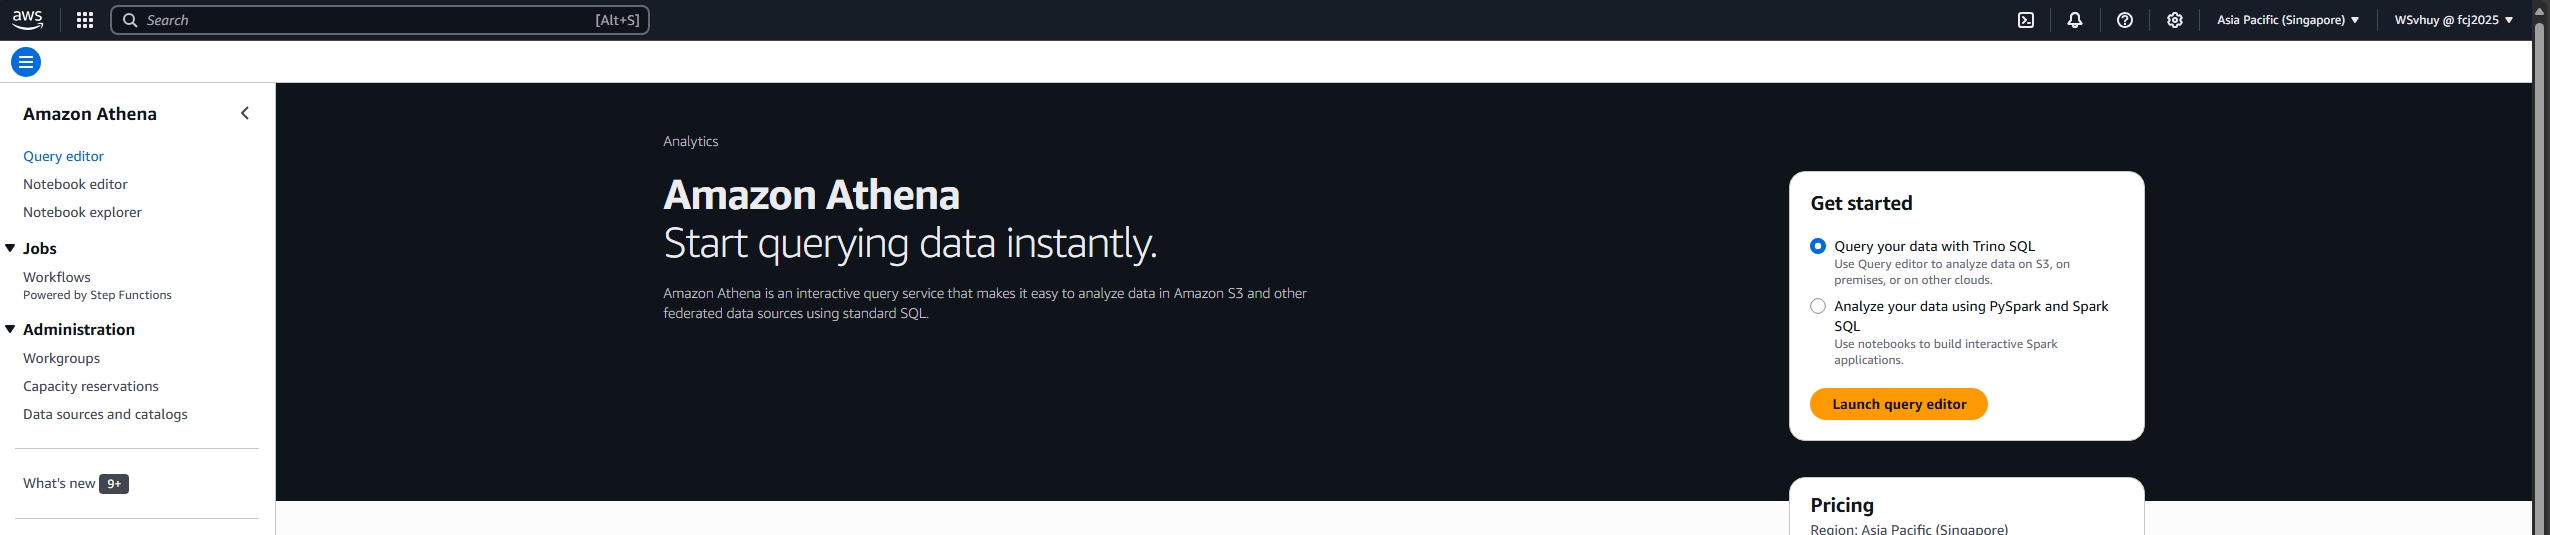 aws
Search
[Alt+S]
Asia Pacific (Singapore)
WSvhuy @ fcj2025
Amazon Athena
Query editor
Notebook editor
Notebook explorer
Jobs
Workflows
Powered by Step Functions
Administration
Workgroups
Capacity reservations
Data sources and catalogs
What's new 9+
Analytics
Amazon Athena
Start querying data instantly.
Amazon Athena is an interactive query service that makes it easy to analyze data in Amazon S3 and other
federated data sources using standard SQL.
Get started
Query your data with Trino SQL
Use Query editor to analyze data on S3, on
premises, or on other clouds.
Analyze your data using PySpark and Spark
SQL
Use notebooks to build interactive Spark
applications.
Launch query editor
Pricing
Region: Asia Pacific (Singapore)